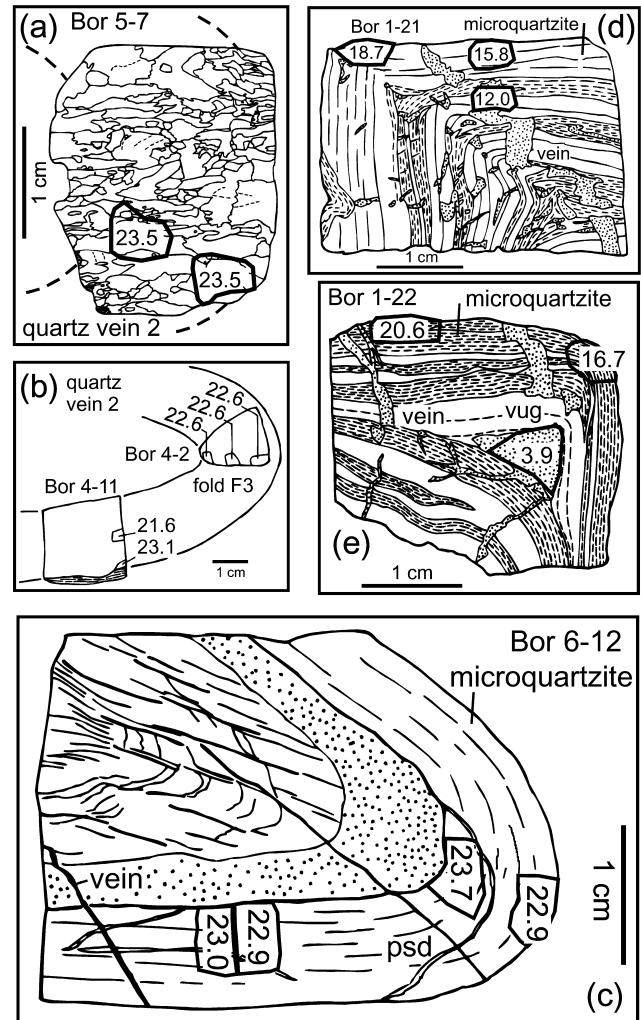 (a) Bor 5-7
1 cm
23.5
23.5
quartz vein 2
(b) quartz
vein 2
22.6
22.6
22.6
Bor 4-2
Bor 4-11
fold F3
21.6
23.1
1 cm
Bor 1-21
microquartzite
(d)
18.7
15.8
12.0
vein
1 cm
Bor 1-22
microquartzite
20.6
16.7
vein
vug
3.9
(e)
1 cm
Bor 6-12
microquartzite
vein
23.7
22.9
23.0
22.9
psd
1 cm
(c)